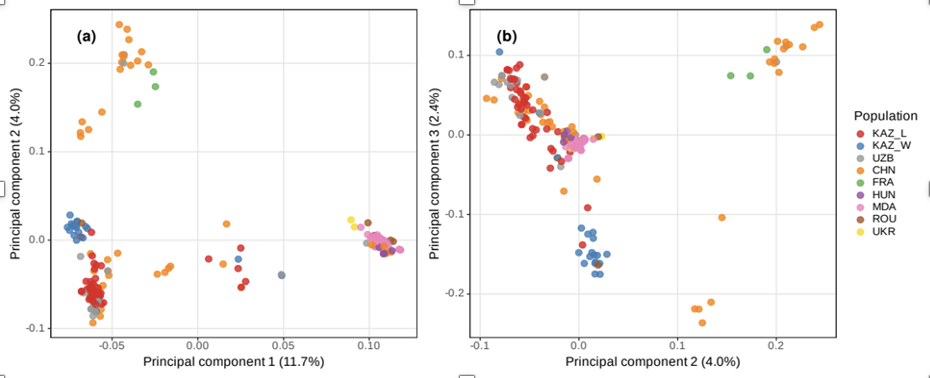 (a)
Principal component 2 (4.0%)
0.2
0.1
0.0
-0.1
-0.05
0.00
0.05
0.10
Principal component 1 (11.7%)
(b)
Principal component 3 (2.4%)
0.1
0.0
-0.1
-0.2
-0.1
0.0
0.1
0.2
Principal component 2 (4.0%)
Population
KAZ_L
KAZ_W
UZB
CHN
FRA
HUN
MDA
ROU
UKR